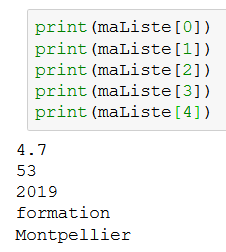 print(maListe[0])
print(maListe[1])
print(maListe[2])
print(maListe[3])
print(maListe[4])
4.7
53
2019
formation
Montpellier